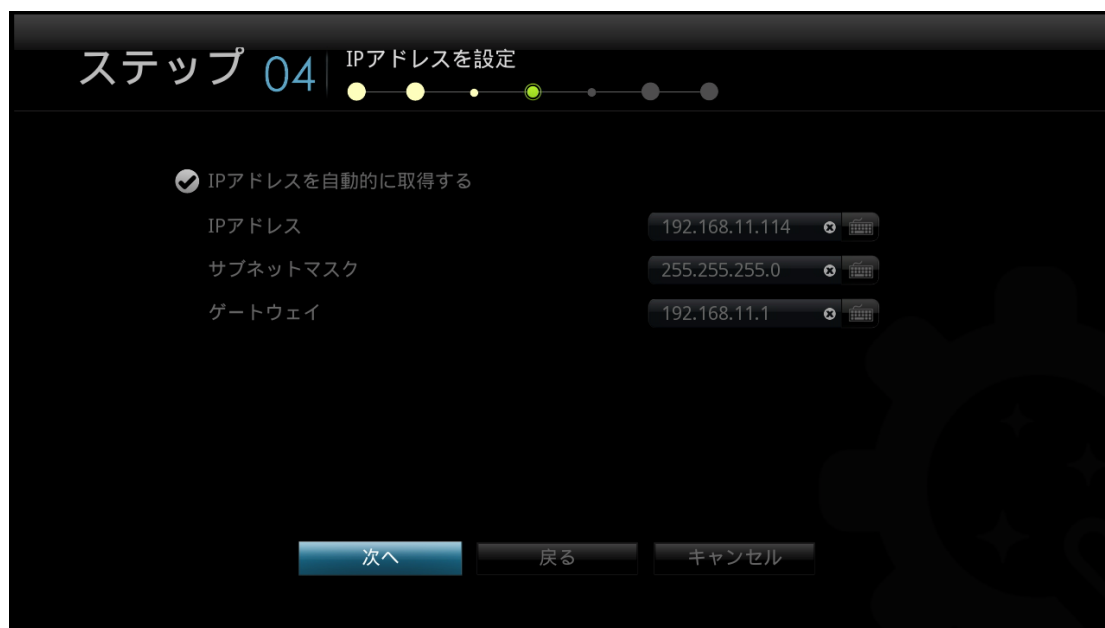 ステップ 04
IPアドレスを設定
IPアドレスを自動的に取得する
IPアドレス 192.168.11.114
サブネットマスク 255.255.255.0
ゲートウェイ 192.168.11.1
次へ 戻る キャンセル